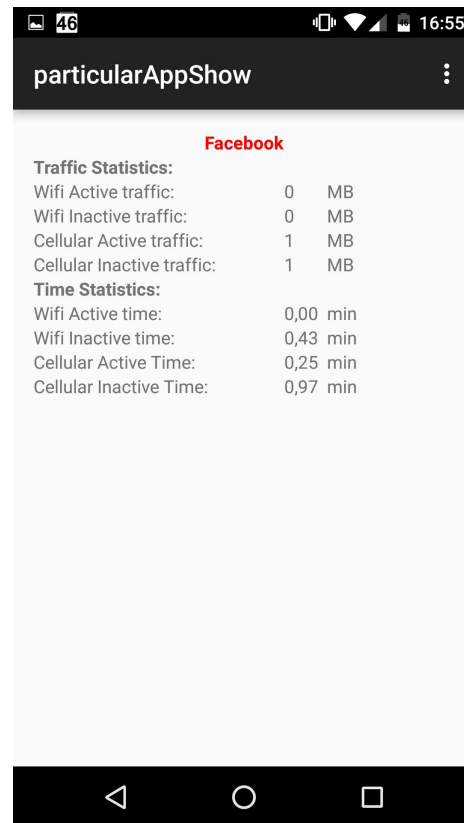 46 46 16:55
particularAppShow
Facebook
Traffic Statistics:
Wifi Active traffic: 0 MB
Wifi Inactive traffic: 0 MB
Cellular Active traffic: 1 MB
Cellular Inactive traffic: 1 MB
Time Statistics:
Wifi Active time: 0,00 min
Wifi Inactive time: 0,43 min
Cellular Active Time: 0,25 min
Cellular Inactive Time: 0,97 min